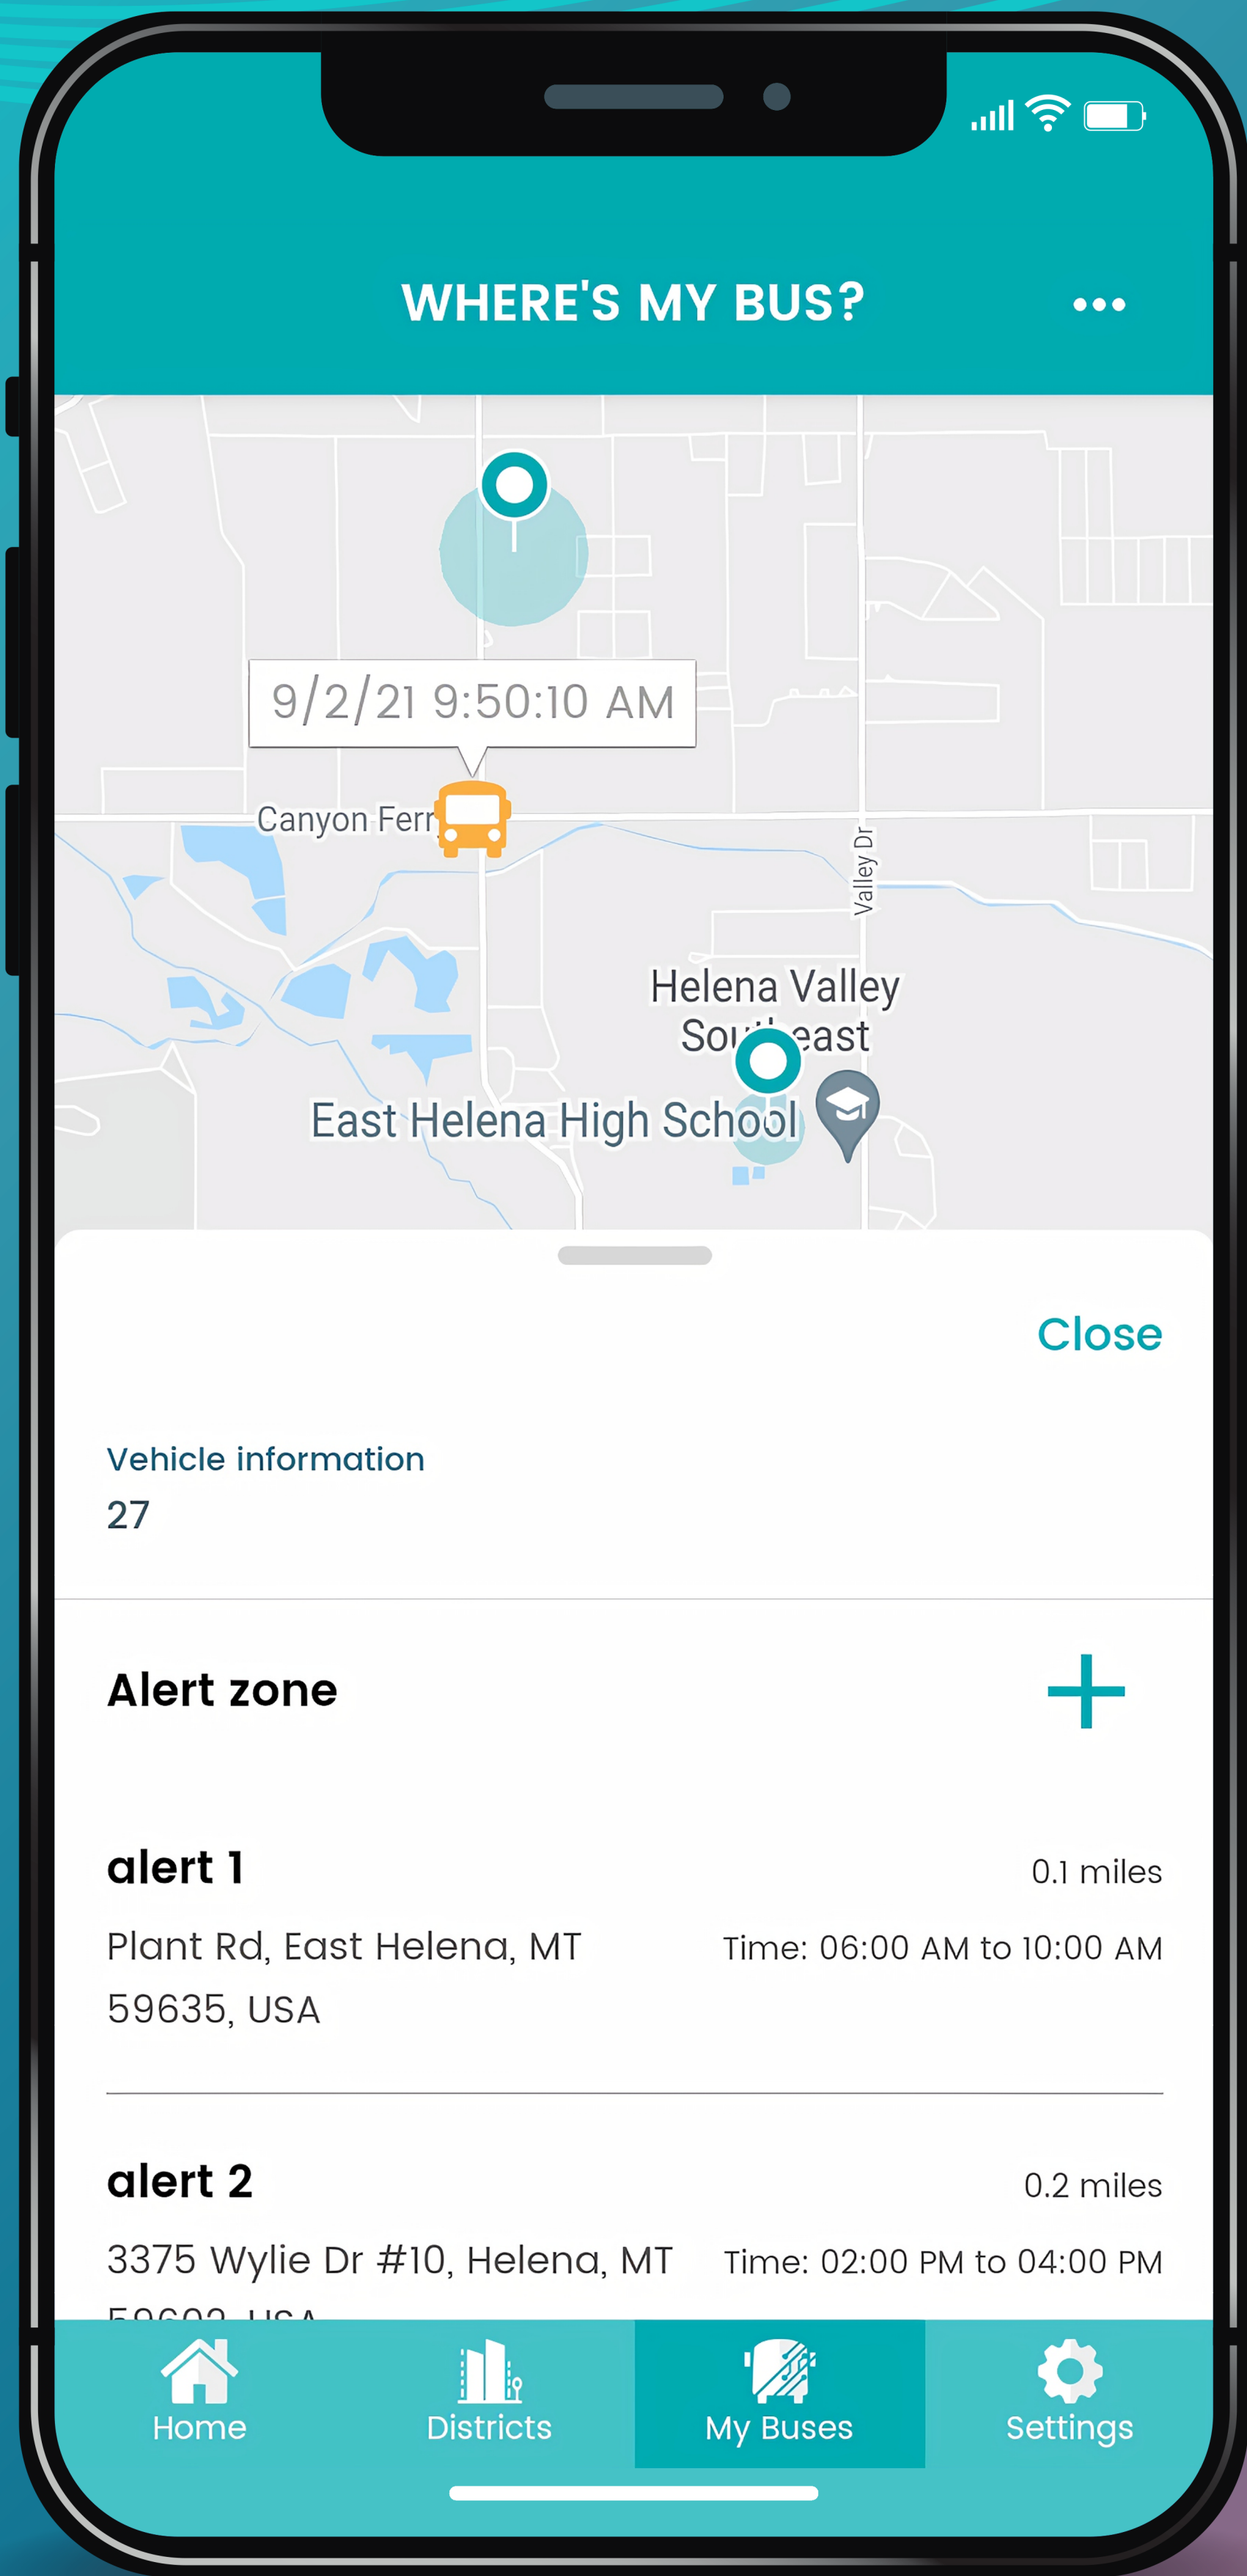 WHERE'S MY BUS?
9/2/21 9:50:10 AM
Canyon Ferr
Valley Dr
Helena Valley
Southeast
East Helena High School
Close
Vehicle information
27
Alert zone
alert 1
0.1 miles
Plant Rd, East Helena, MT
Time: 06:00 AM to 10:00 AM
59635, USA
alert 2
0.2 miles
3375 Wylie Dr #10, Helena, MT
Time: 02:00 PM to 04:00 PM
Home
Districts
My Buses
Settings